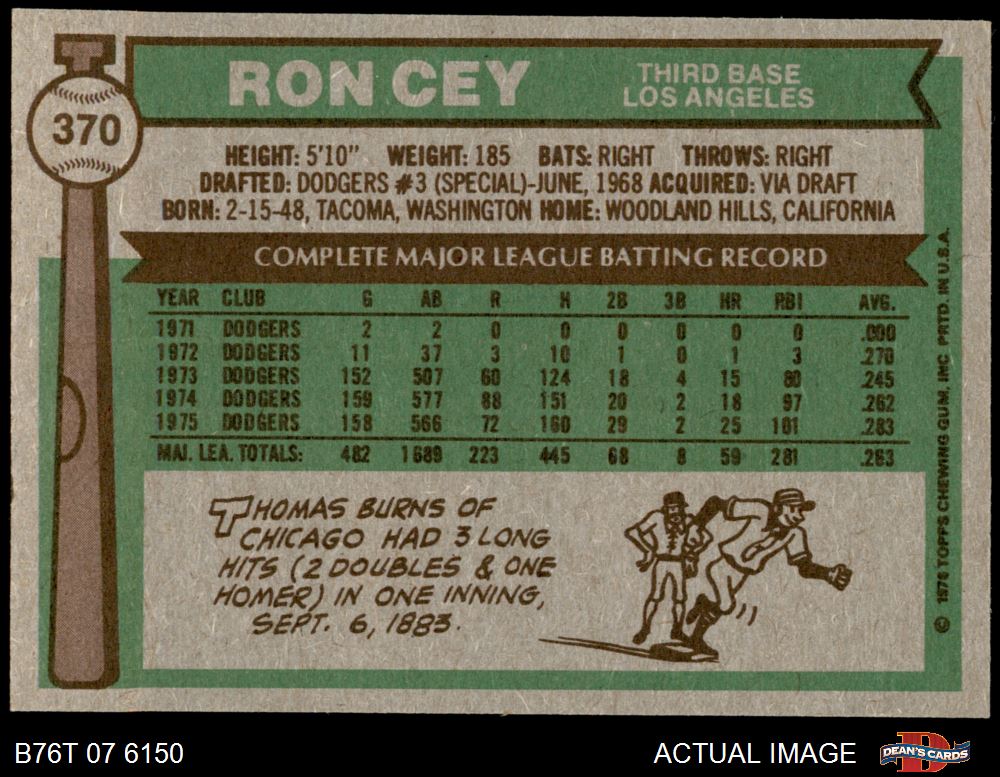 370
RON CEY
THIRD BASE
LOS ANGELES
HEIGHT: 5'10" WEIGHT: 185 BATS: RIGHT THROWS: RIGHT
DRAFTED: DODGERS #3 (SPECIAL)-JUNE, 1968 ACQUIRED: VIA DRAFT
BORN: 2-15-48, TACOMA, WASHINGTON HOME: WOODLAND HILLS, CALIFORNIA
COMPLETE MAJOR LEAGUE BATTING RECORD
YEAR CLUB G AB R H 2B 3B HR RBI AVG.
1971 DODGERS 2 2 0 0 0 0 0 0 .000
1972 DODGERS 11 37 3 10 1 0 1 3 .270
1973 DODGERS 152 507 60 124 18 4 15 80 .245
1974 DODGERS 159 577 88 151 20 2 18 97 .262
1975 DODGERS 158 566 72 160 29 2 25 101 .283
MAJ. LEA. TOTALS: 482 1689 223 445 68 8 59 281 .263
THOMAS BURNS OF
CHICAGO HAD 3 LONG
HITS (2 DOUBLES & ONE
HOMER) IN ONE INNING,
SEPT. 6, 1883.
© 1976 TOPPS CHEWING GUM, INC. PRTD. IN U.S.A.
B76T 07 6150
ACTUAL IMAGE
DEAN'S CARDS